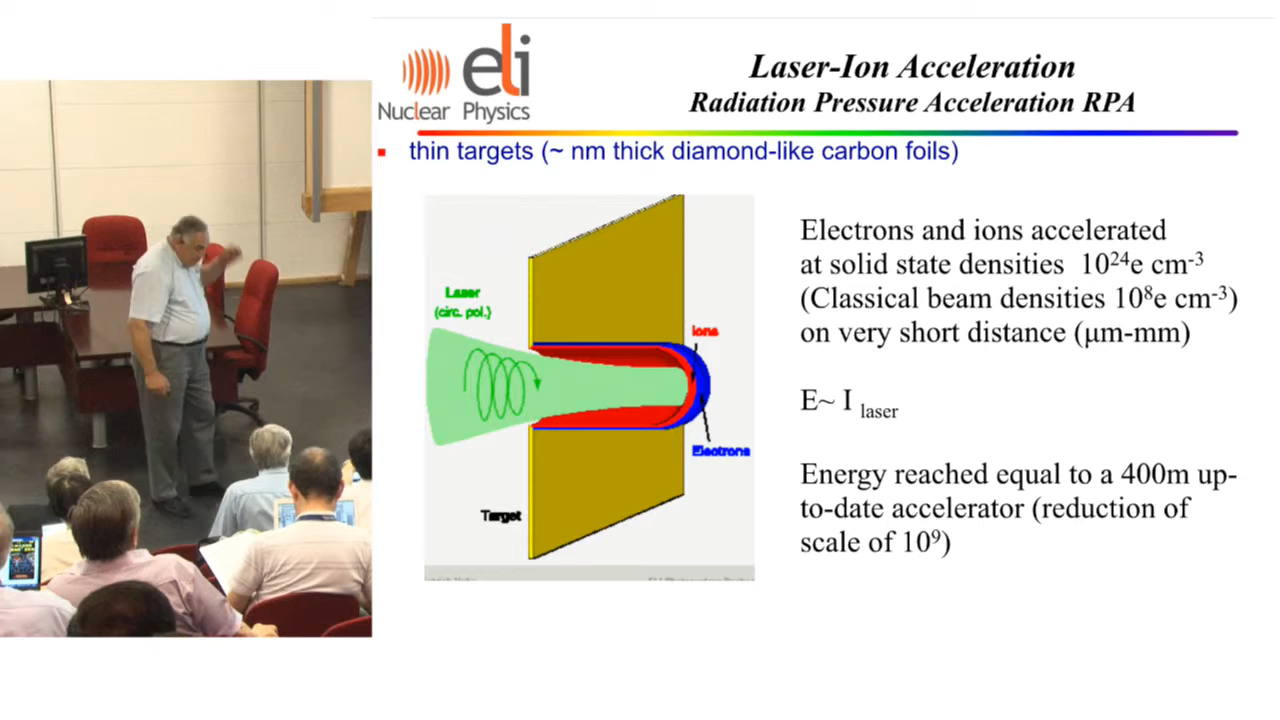 eli
Nuclear Physics
Laser-Ion Acceleration
Radiation Pressure Acceleration RPA
thin targets (~ nm thick diamond-like carbon foils)
Laser
(circ. pol.)
Ions
Electrons
Target
Electrons and ions accelerated
at solid state densities 10²⁴e cm⁻³
(Classical beam densities 10⁸e cm⁻³)
on very short distance (μm-mm)
E~ I laser
Energy reached equal to a 400m up-
to-date accelerator (reduction of
scale of 10⁹)